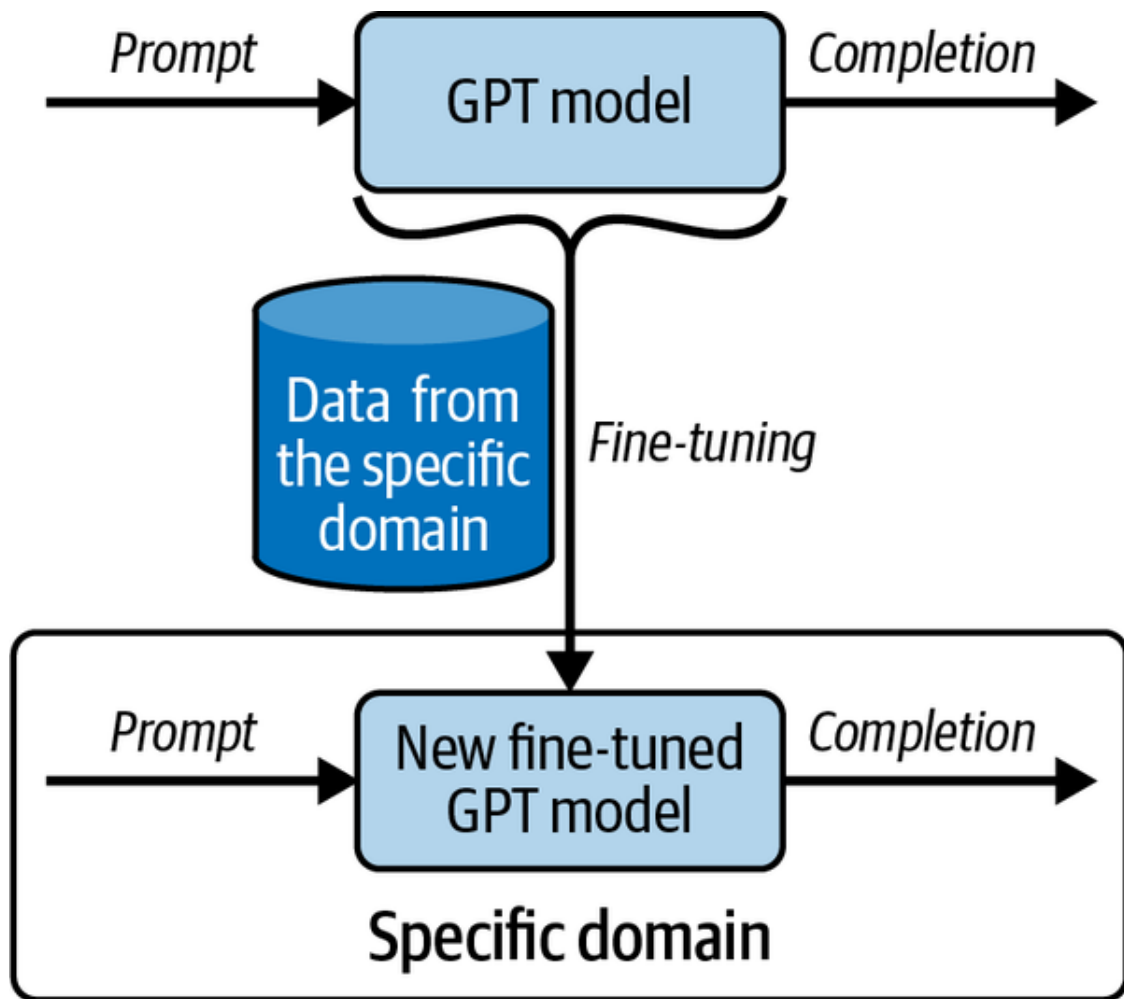 Prompt
GPT model
Completion
Data from
the specific
domain
Fine-tuning
Prompt
New fine-tuned
GPT model
Completion
Specific domain